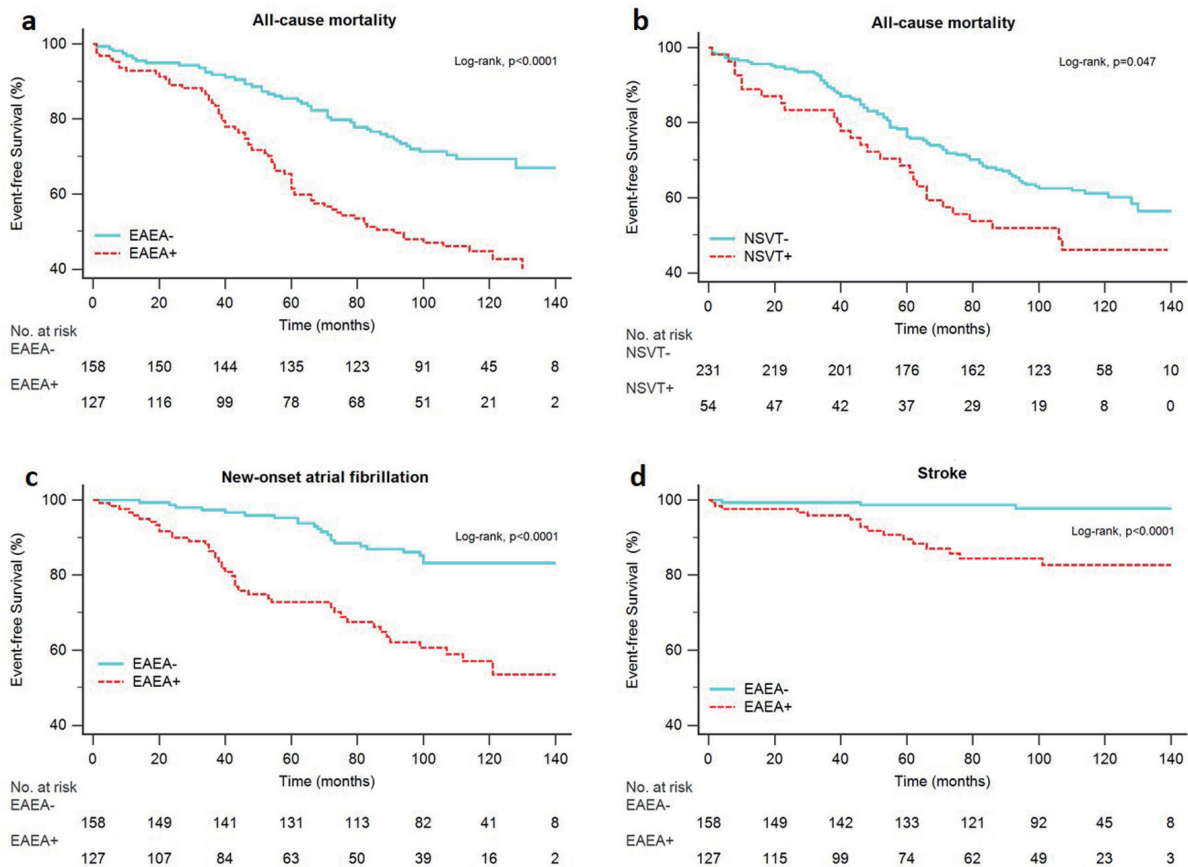 a
All-cause mortality
Log-rank, p<0.0001
Event-free Survival (%)
100
80
60
40
EAEA-
EAEA+
0 20 40 60 80 100 120 140
Time (months)
No. at risk
EAEA-
158 150 144 135 123 91 45 8
EAEA+
127 116 99 78 68 51 21 2
b
All-cause mortality
Log-rank, p=0.047
Event-free Survival (%)
100
80
60
40
NSVT-
NSVT+
0 20 40 60 80 100 120 140
Time (months)
No. at risk
NSVT-
231 219 201 176 162 123 58 10
NSVT+
54 47 42 37 29 19 8 0
c
New-onset atrial fibrillation
Log-rank, p<0.0001
Event-free Survival (%)
100
80
60
40
EAEA-
EAEA+
0 20 40 60 80 100 120 140
Time (months)
No. at risk
EAEA-
158 149 141 131 113 82 41 8
EAEA+
127 107 84 63 50 39 16 2
d
Stroke
Log-rank, p<0.0001
Event-free Survival (%)
100
80
60
40
EAEA-
EAEA+
0 20 40 60 80 100 120 140
Time (months)
No. at risk
EAEA-
158 149 142 133 121 92 45 8
EAEA+
127 115 99 74 62 49 23 3